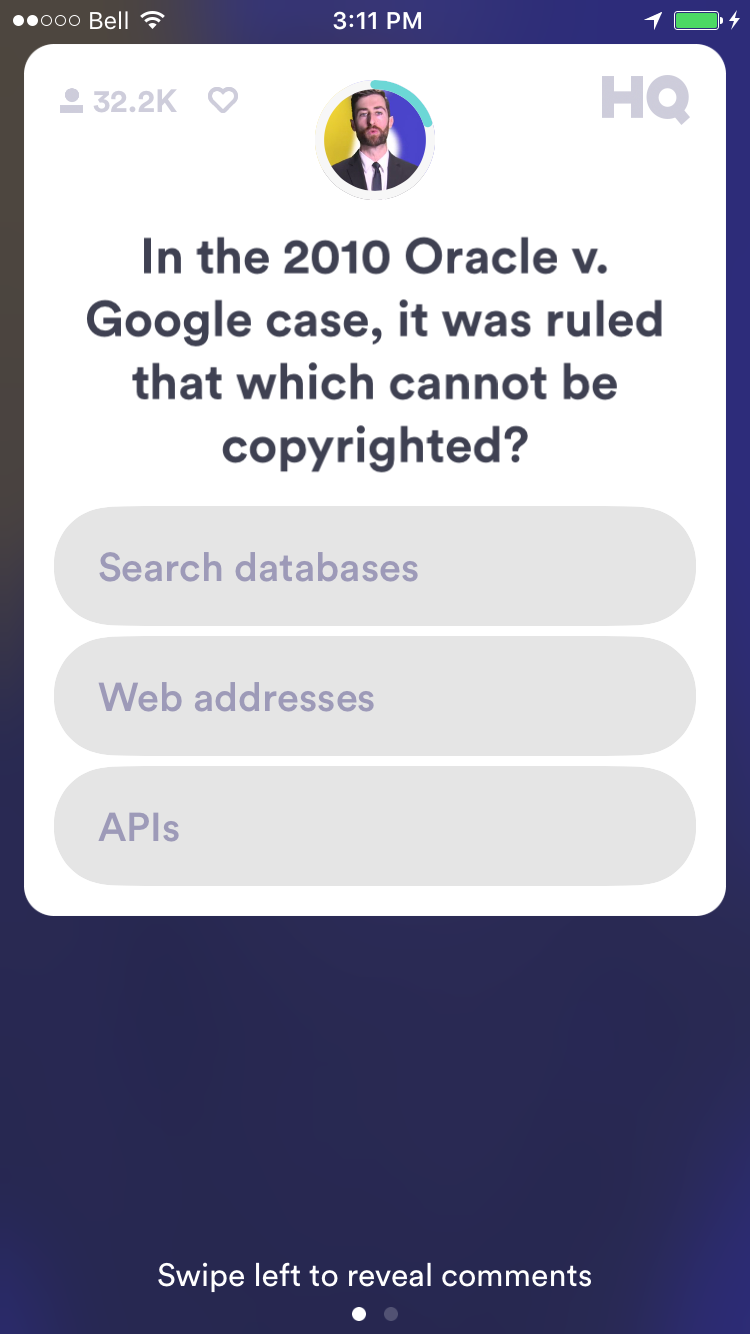 Bell 3:11 PM
32.2K HQ
In the 2010 Oracle v.
Google case, it was ruled
that which cannot be
copyrighted?
Search databases
Web addresses
APIs
Swipe left to reveal comments